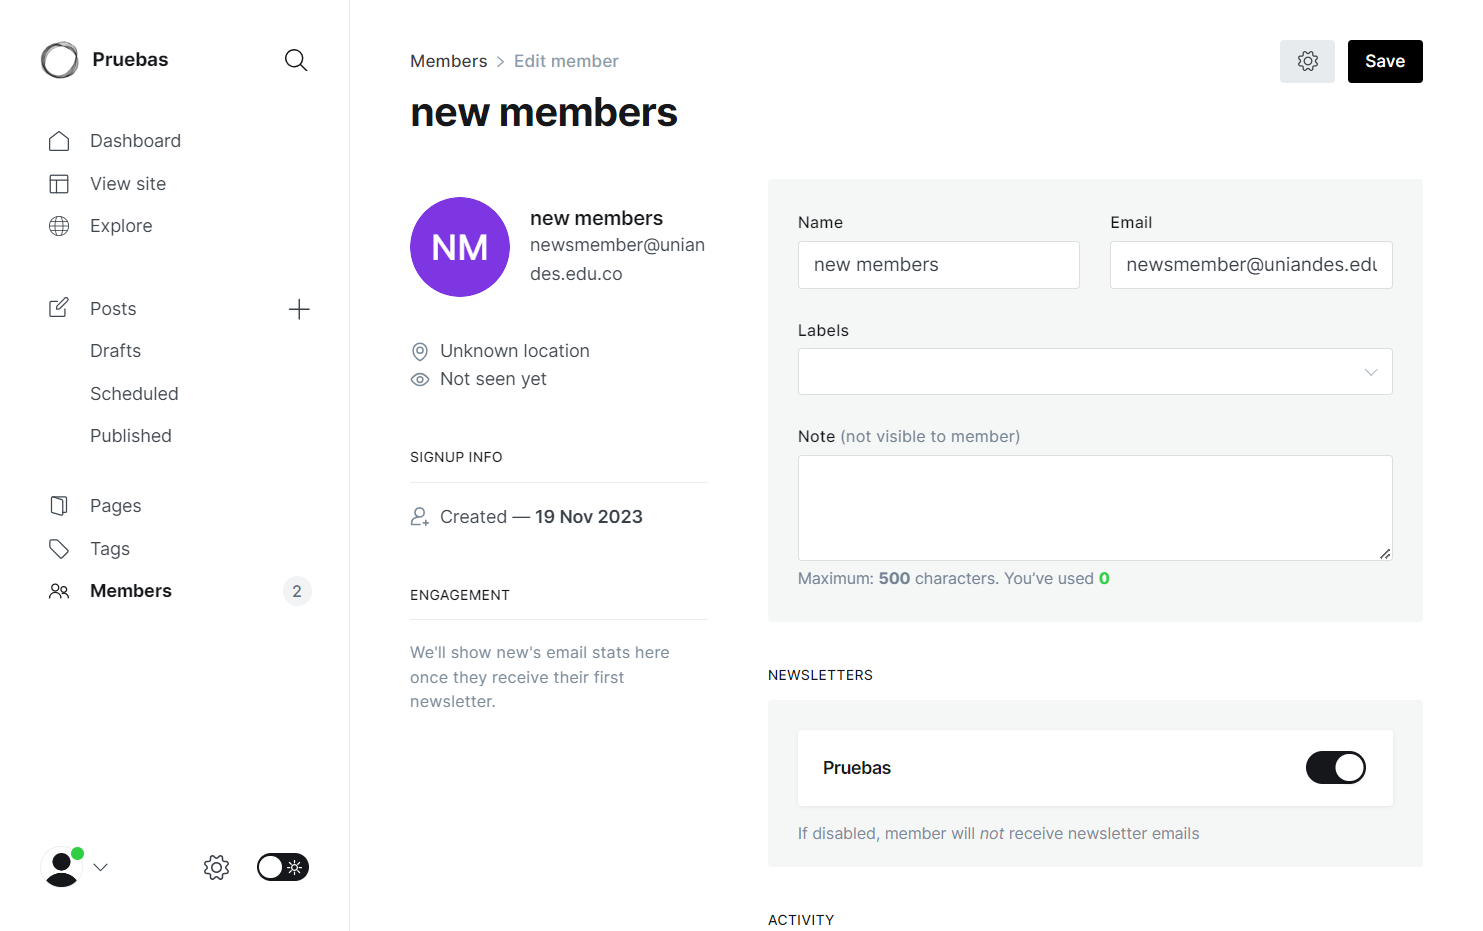 Pruebas
Dashboard
View site
Explore
Posts
Drafts
Scheduled
Published
Pages
Tags
Members
2
Members > Edit member
Save
new members
NM
new members
newsmember@unian
des.edu.co
Unknown location
Not seen yet
SIGNUP INFO
Created — 19 Nov 2023
ENGAGEMENT
We'll show new's email stats here
once they receive their first
newsletter.
Name
new members
Email
newsmember@uniandes.edu
Labels
Note (not visible to member)
Maximum: 500 characters. You've used 0
NEWSLETTERS
Pruebas
If disabled, member will not receive newsletter emails
ACTIVITY